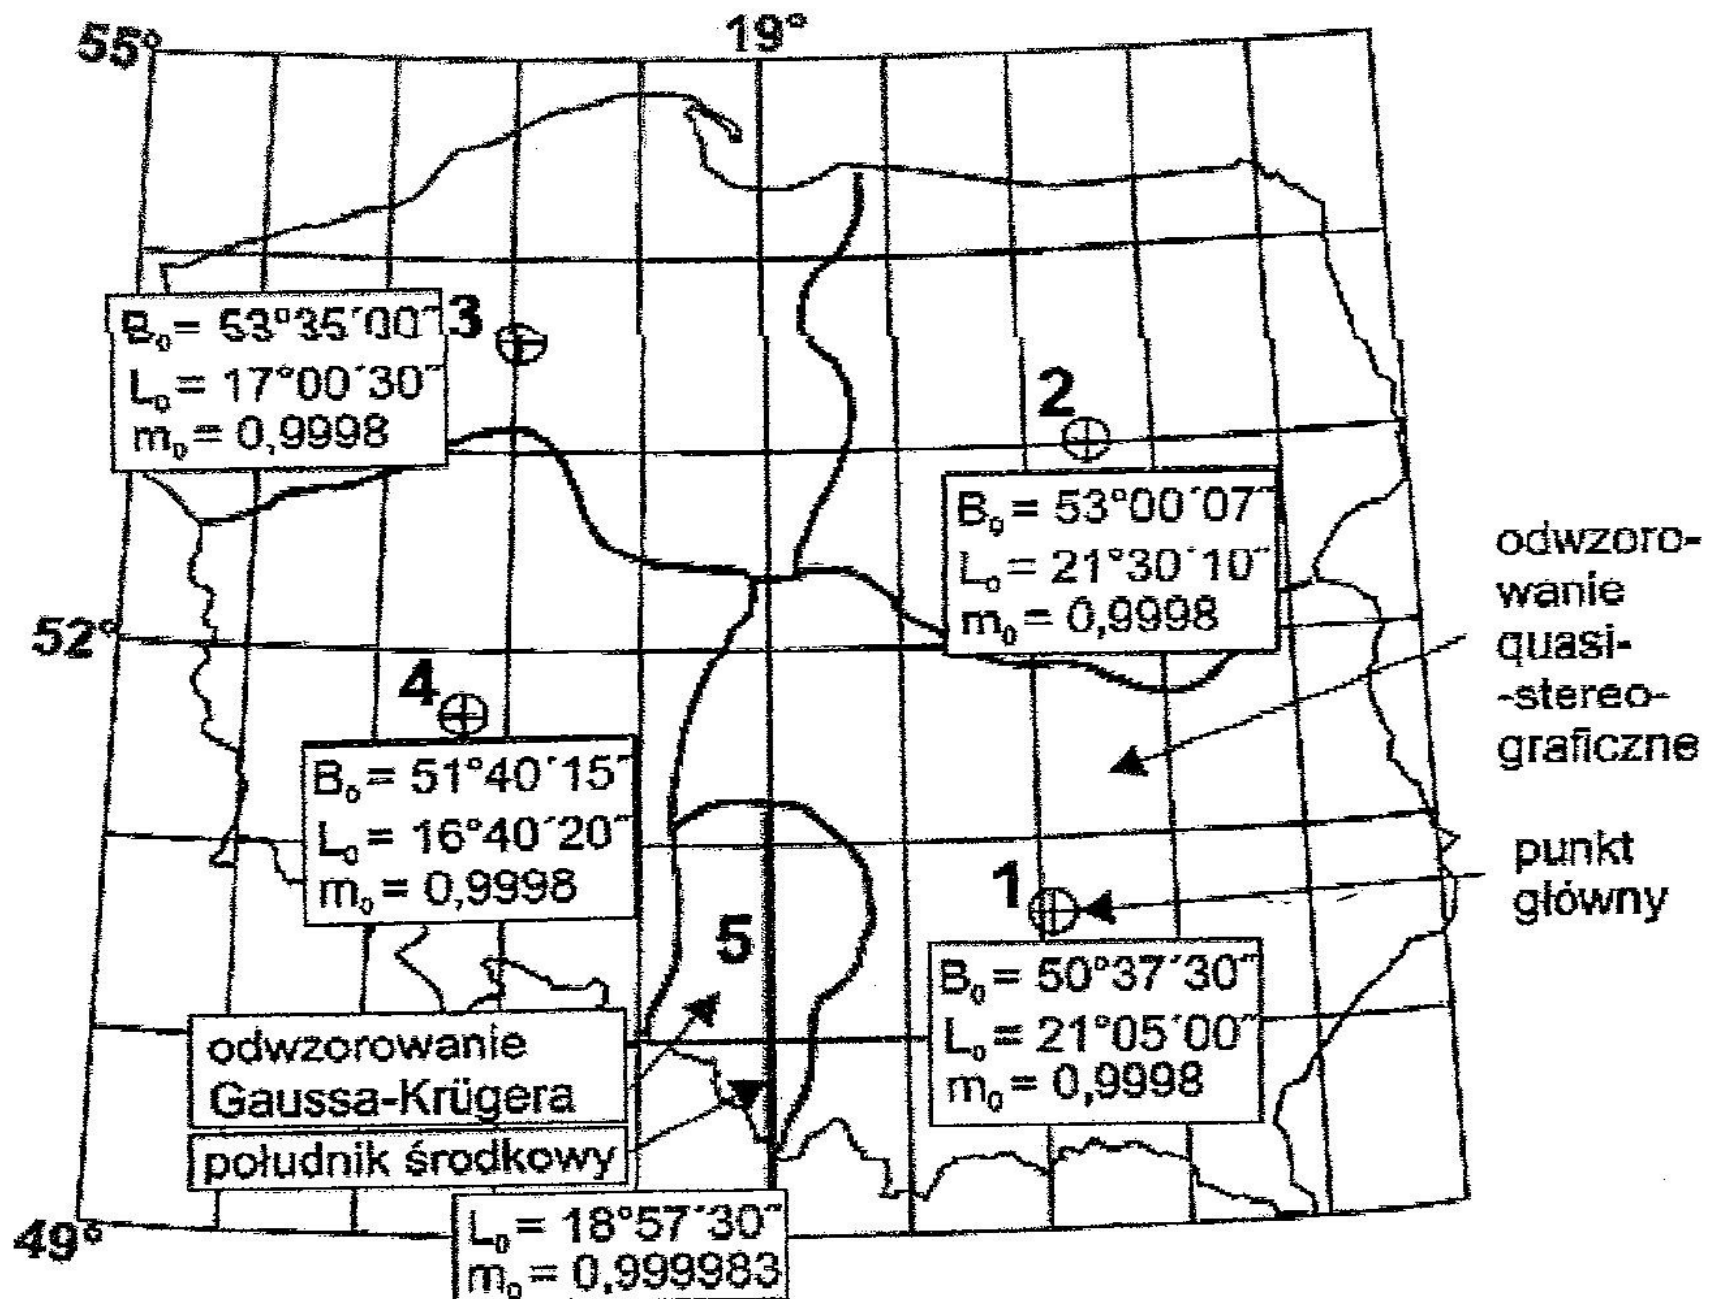 55°
19°
3
B₀ = 53°35´00˝
L₀ = 17°00´30˝
m₀ = 0,9998
2
B₀ = 53°00´07˝
L₀ = 21°30´10˝
m₀ = 0,9998
odwzoro-
wanie
quasi-
-stereo-
graficzne
52°
4
B₀ = 51°40´15˝
L₀ = 16°40´20˝
m₀ = 0,9998
punkt
główny
1
B₀ = 50°37´30˝
L₀ = 21°05´00˝
m₀ = 0,9998
5
odwzorowanie
Gaussa-Krügera
południk środkowy
49°
L₀ = 18°57´30˝
m₀ = 0,999983